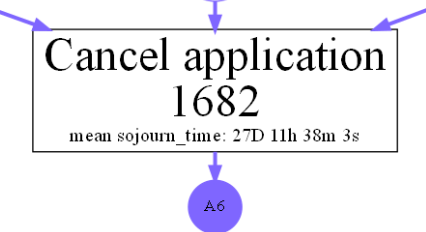 Cancel application
1682
mean sojourn_time: 27D 11h 38m 3s
A6